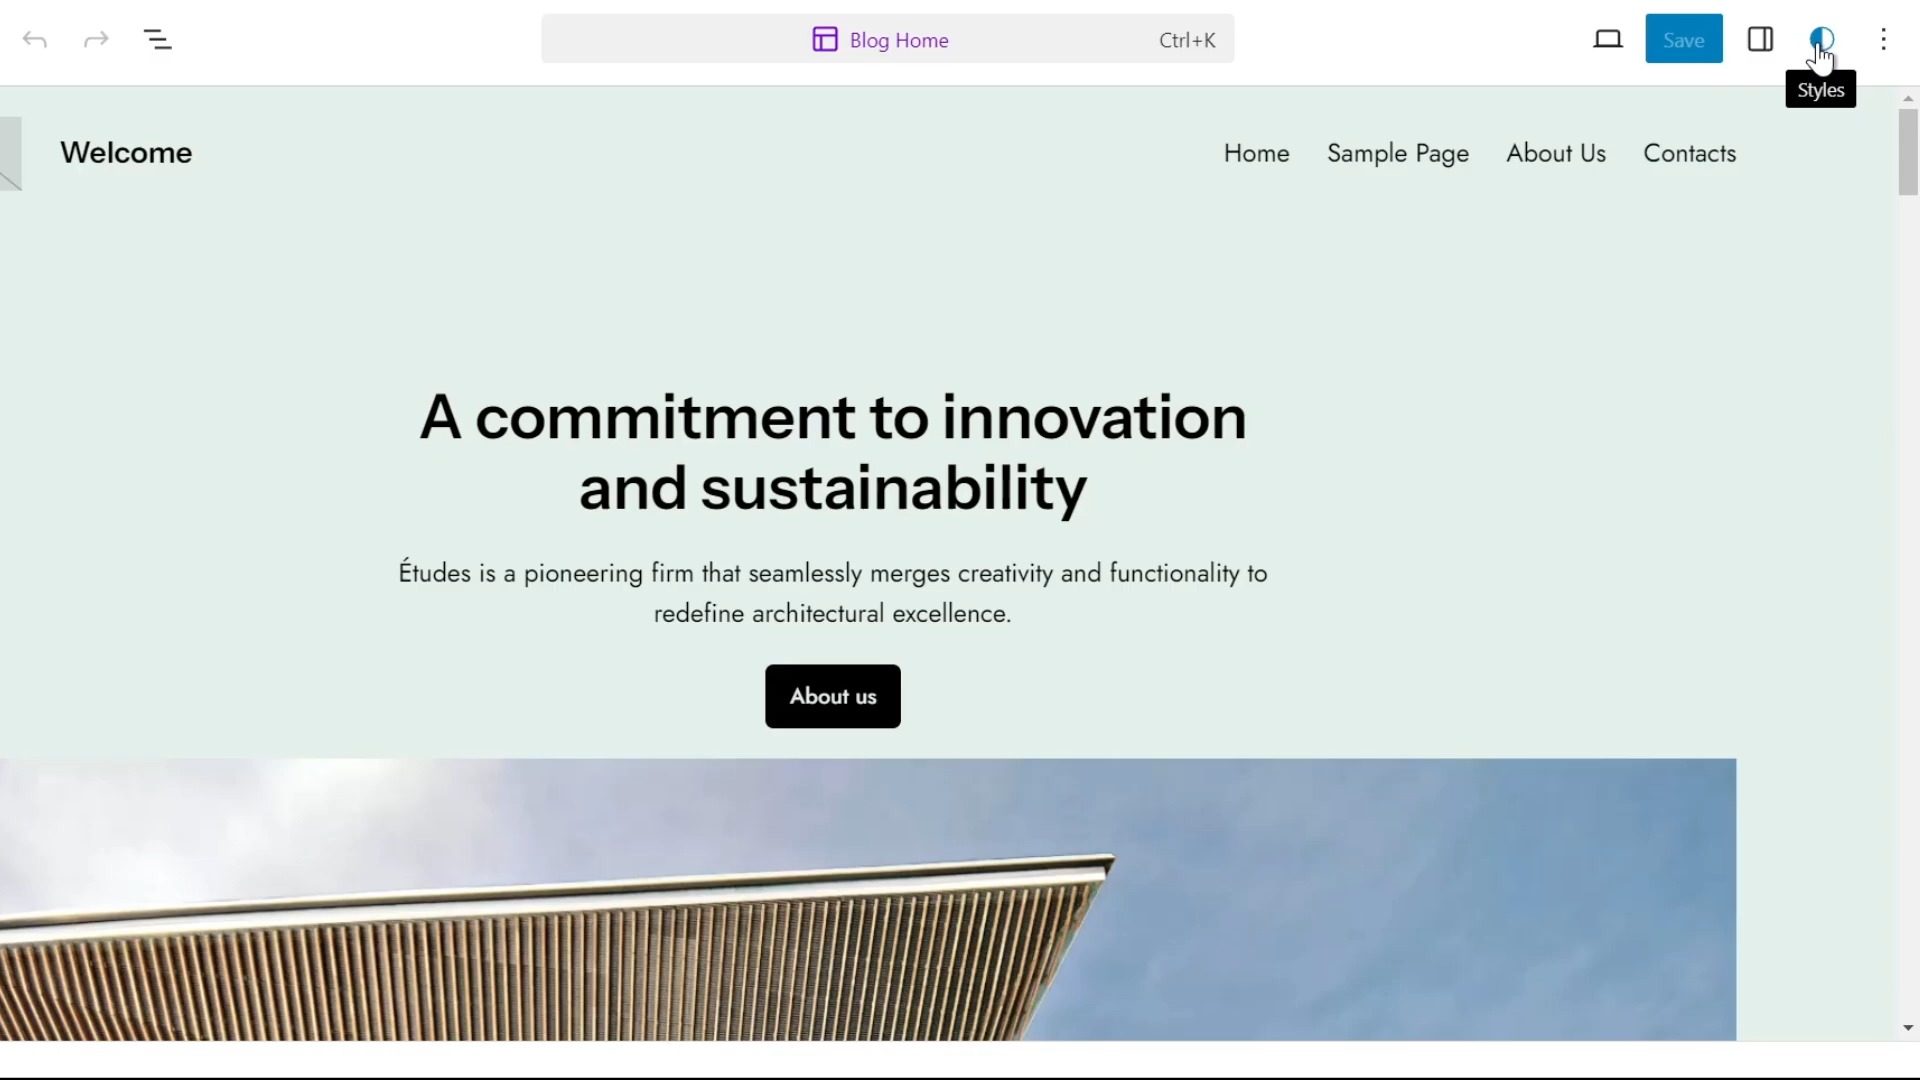 Blog Home Ctrl+K Save
Styles
Welcome Home Sample Page About Us Contacts
A commitment to innovation
and sustainability
Études is a pioneering firm that seamlessly merges creativity and functionality to
redefine architectural excellence.
About us